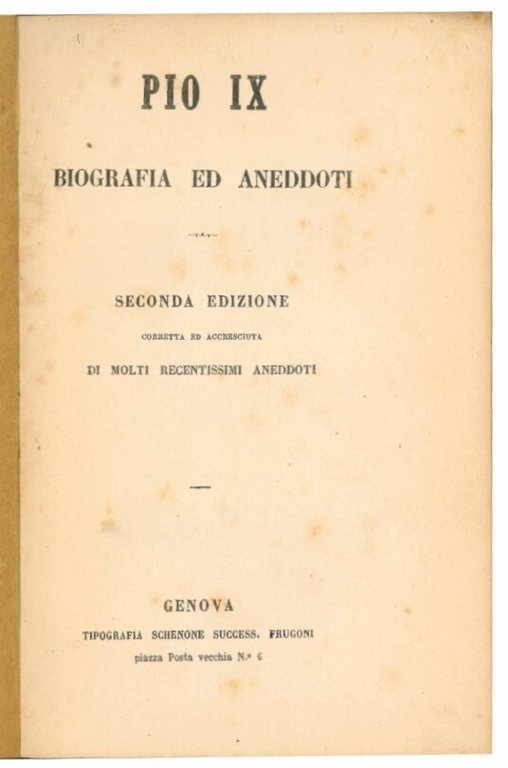 PIO IX
BIOGRAFIA ED ANEDDOTI
SECONDA EDIZIONE
CORRETTA ED ACCRESCIUTA
DI MOLTI RECENTISSIMI ANEDDOTI
GENOVA
TIPOGRAFIA SCHENONE SUCCESS. FRUGONI
piazza Posta vecchia N.º 6